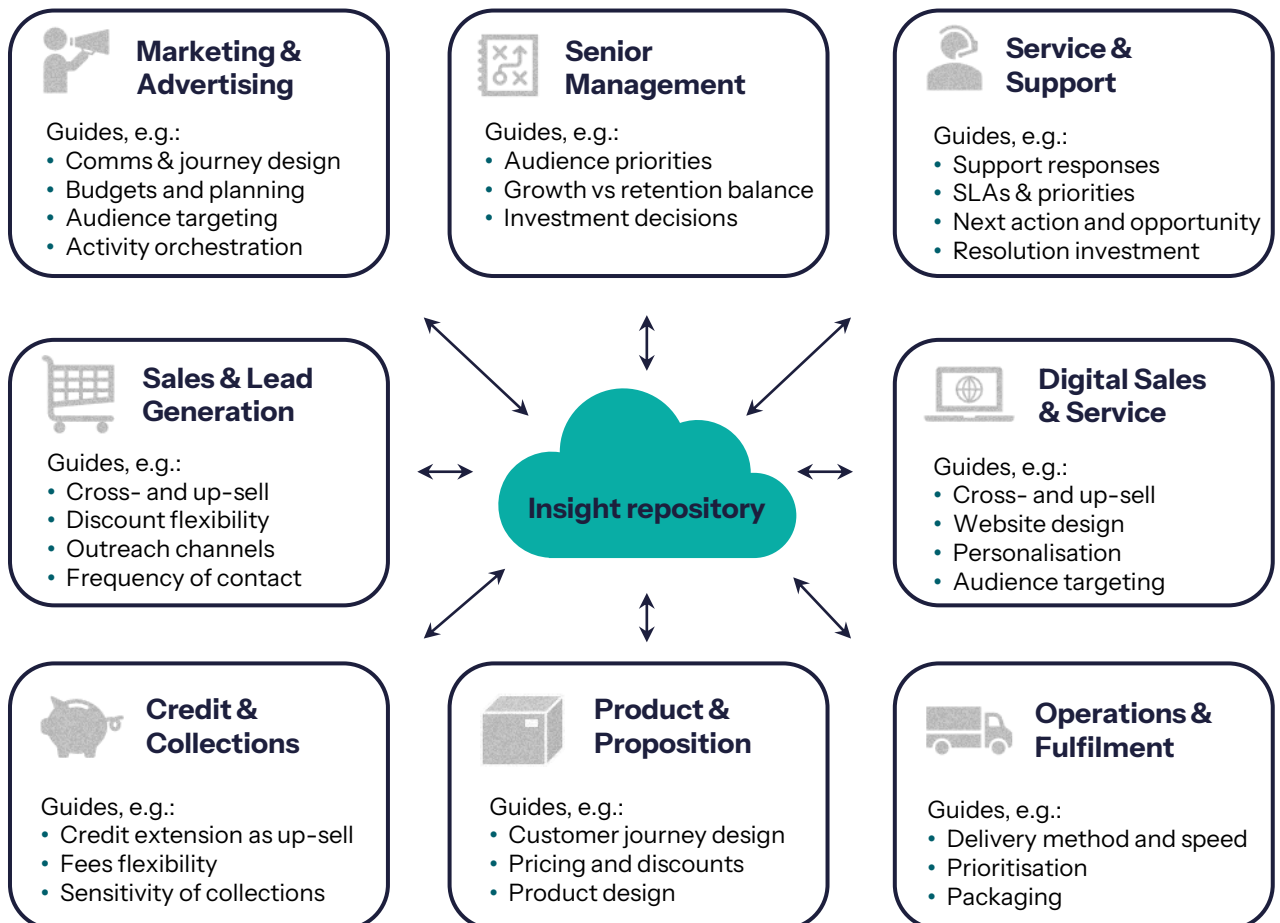 Marketing &
Advertising
Guides, e.g.:
• Comms & journey design
• Budgets and planning
• Audience targeting
• Activity orchestration
Senior
Management
Guides, e.g.:
• Audience priorities
• Growth vs retention balance
• Investment decisions
Service &
Support
Guides, e.g.:
• Support responses
• SLAs & priorities
• Next action and opportunity
• Resolution investment
Sales & Lead
Generation
Guides, e.g.:
• Cross- and up-sell
• Discount flexibility
• Outreach channels
• Frequency of contact
Insight repository
Digital Sales
& Service
Guides, e.g.:
• Cross- and up-sell
• Website design
• Personalisation
• Audience targeting
Credit &
Collections
Guides, e.g.:
• Credit extension as up-sell
• Fees flexibility
• Sensitivity of collections
Product &
Proposition
Guides, e.g.:
• Customer journey design
• Pricing and discounts
• Product design
Operations &
Fulfilment
Guides, e.g.:
• Delivery method and speed
• Prioritisation
• Packaging